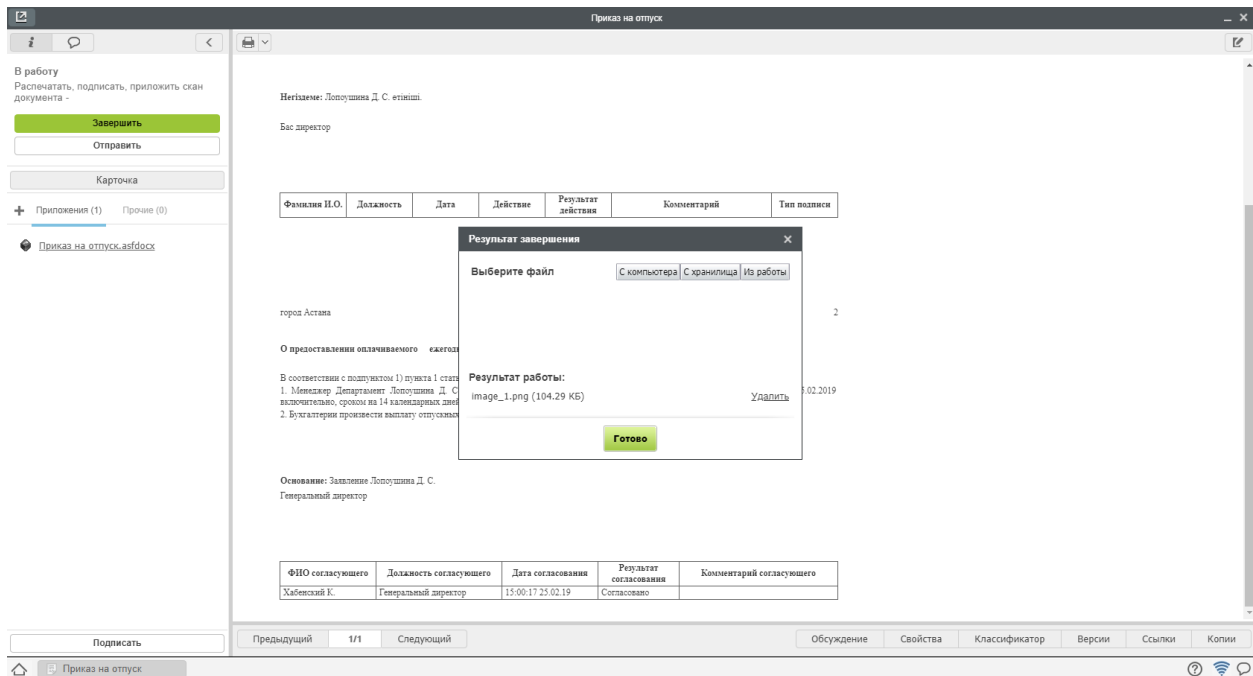 Приказ на отпуск
В работу
Распечатать, подписать, приложить скан
документа -
Завершить
Отправить
Карточка
Приложения (1) Прочие (0)
Приказ на отпуск.asfdocx
Подписать
Негіздеме: Лопоушина Д. С. өтініші.
Бас директор
Фамилия И.О. Должность Дата Действие Результат действия Комментарий Тип подписи
город Астана 2
О предоставлении оплачиваемого
В соответствии с подпунктом 1) пункта 1
1. Менеджер Департамент Лопоушина Д. С 5.02.2019
включительно, сроком на 14 календарных
2. Бухгалтерии произвести выплату отпускных
Результат завершения
Выберите файл С компьютера С хранилища Из работы
Результат работы:
image_1.png (104.29 КБ) Удалить
Готово
Основание: Заявление Лопоушина Д. С.
Генеральный директор
ФИО согласующего Должность согласующего Дата согласования Результат согласования Комментарий согласующего
Хабенский К. Генеральный директор 15:00:17 25.02.19 Согласовано
Предыдущий 1/1 Следующий Обсуждение Свойства Классификатор Версии Ссылки Копии
Приказ на отпуск